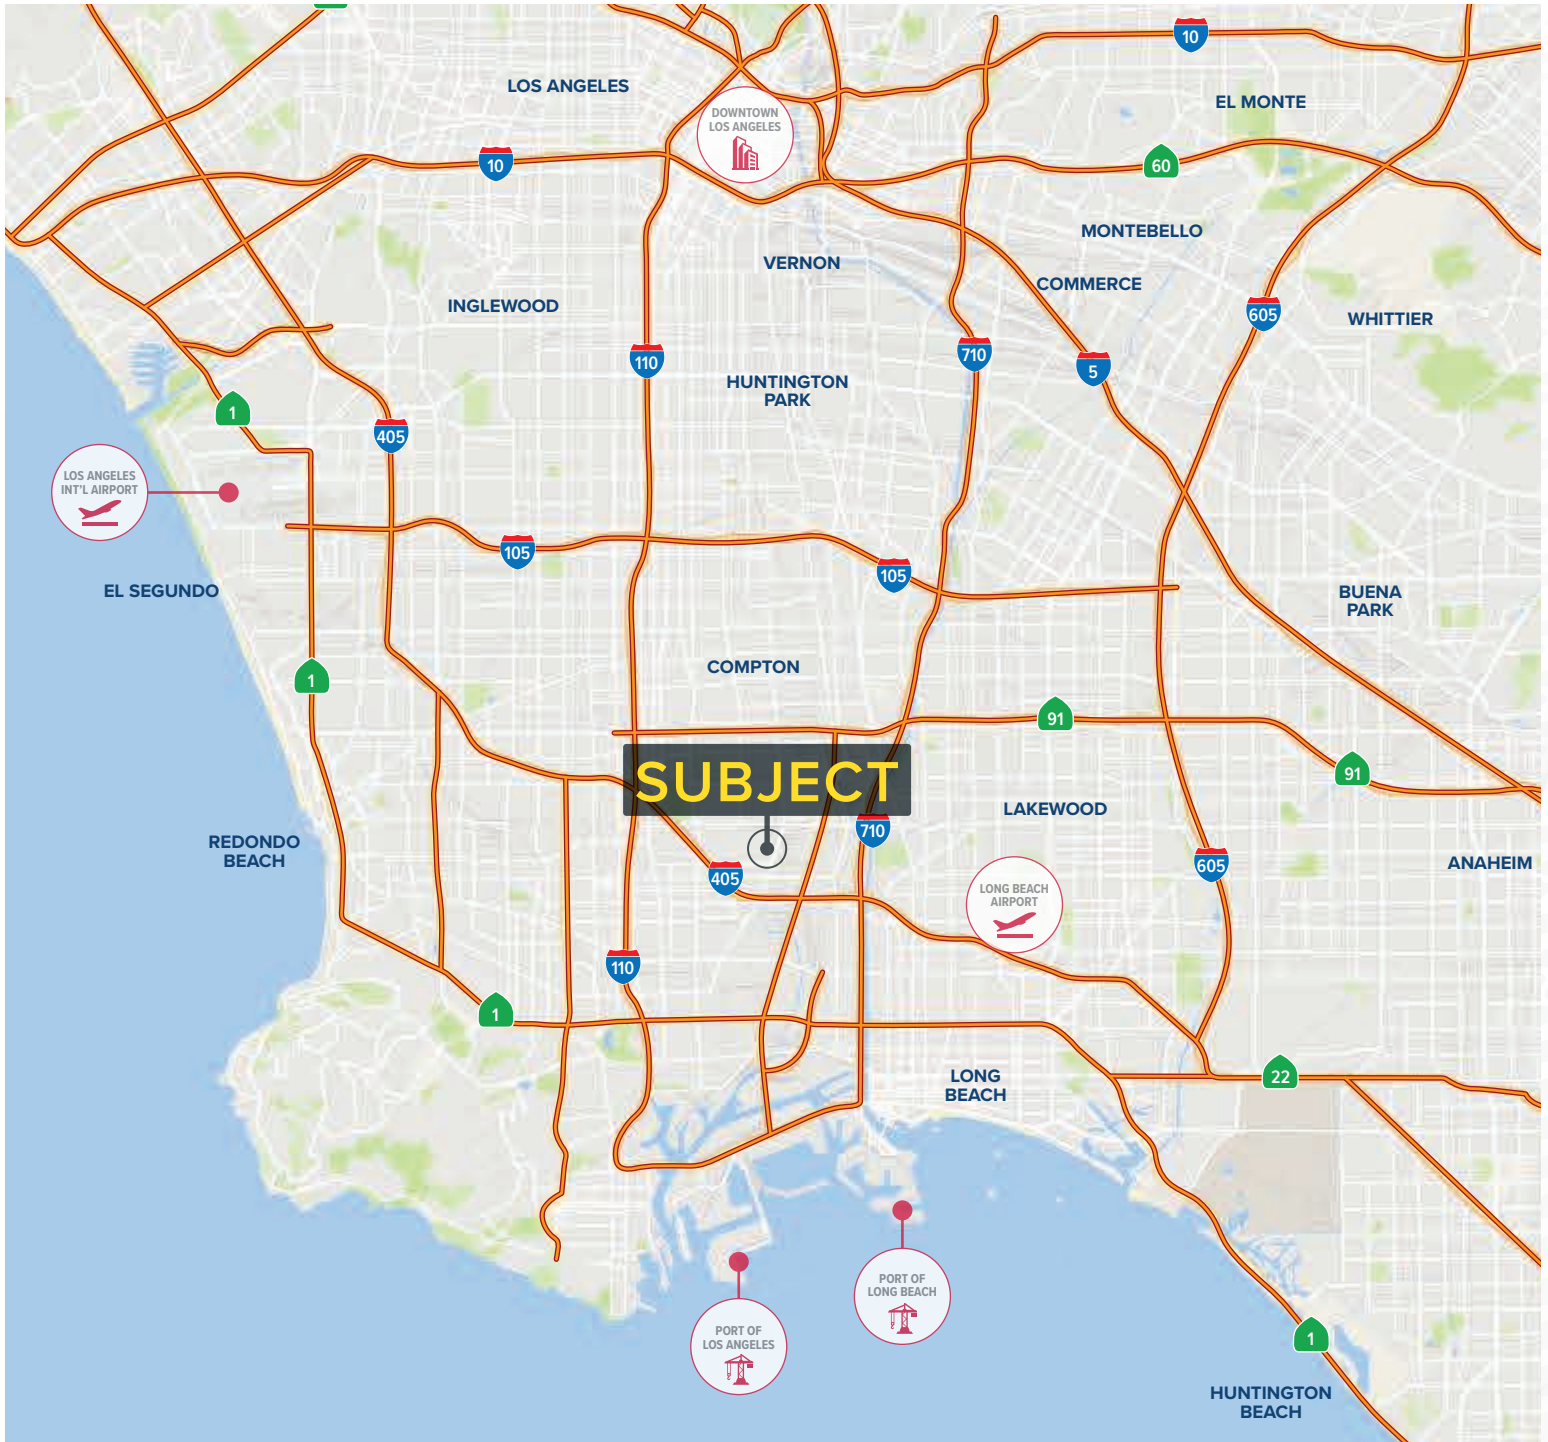 10
LOS ANGELES
EL MONTE
DOWNTOWN
LOS ANGELES
10
60
MONTEBELLO
VERNON
COMMERCE
INGLEWOOD
605
WHITTIER
110
710
5
HUNTINGTON
PARK
1
405
LOS ANGELES
INT'L AIRPORT
105
105
EL SEGUNDO
BUENA
PARK
COMPTON
1
91
91
SUBJECT
LAKEWOOD
710
REDONDO
BEACH
605
ANAHEIM
405
LONG BEACH
AIRPORT
110
1
22
LONG
BEACH
PORT OF
LONG BEACH
PORT OF
LOS ANGELES
1
HUNTINGTON
BEACH